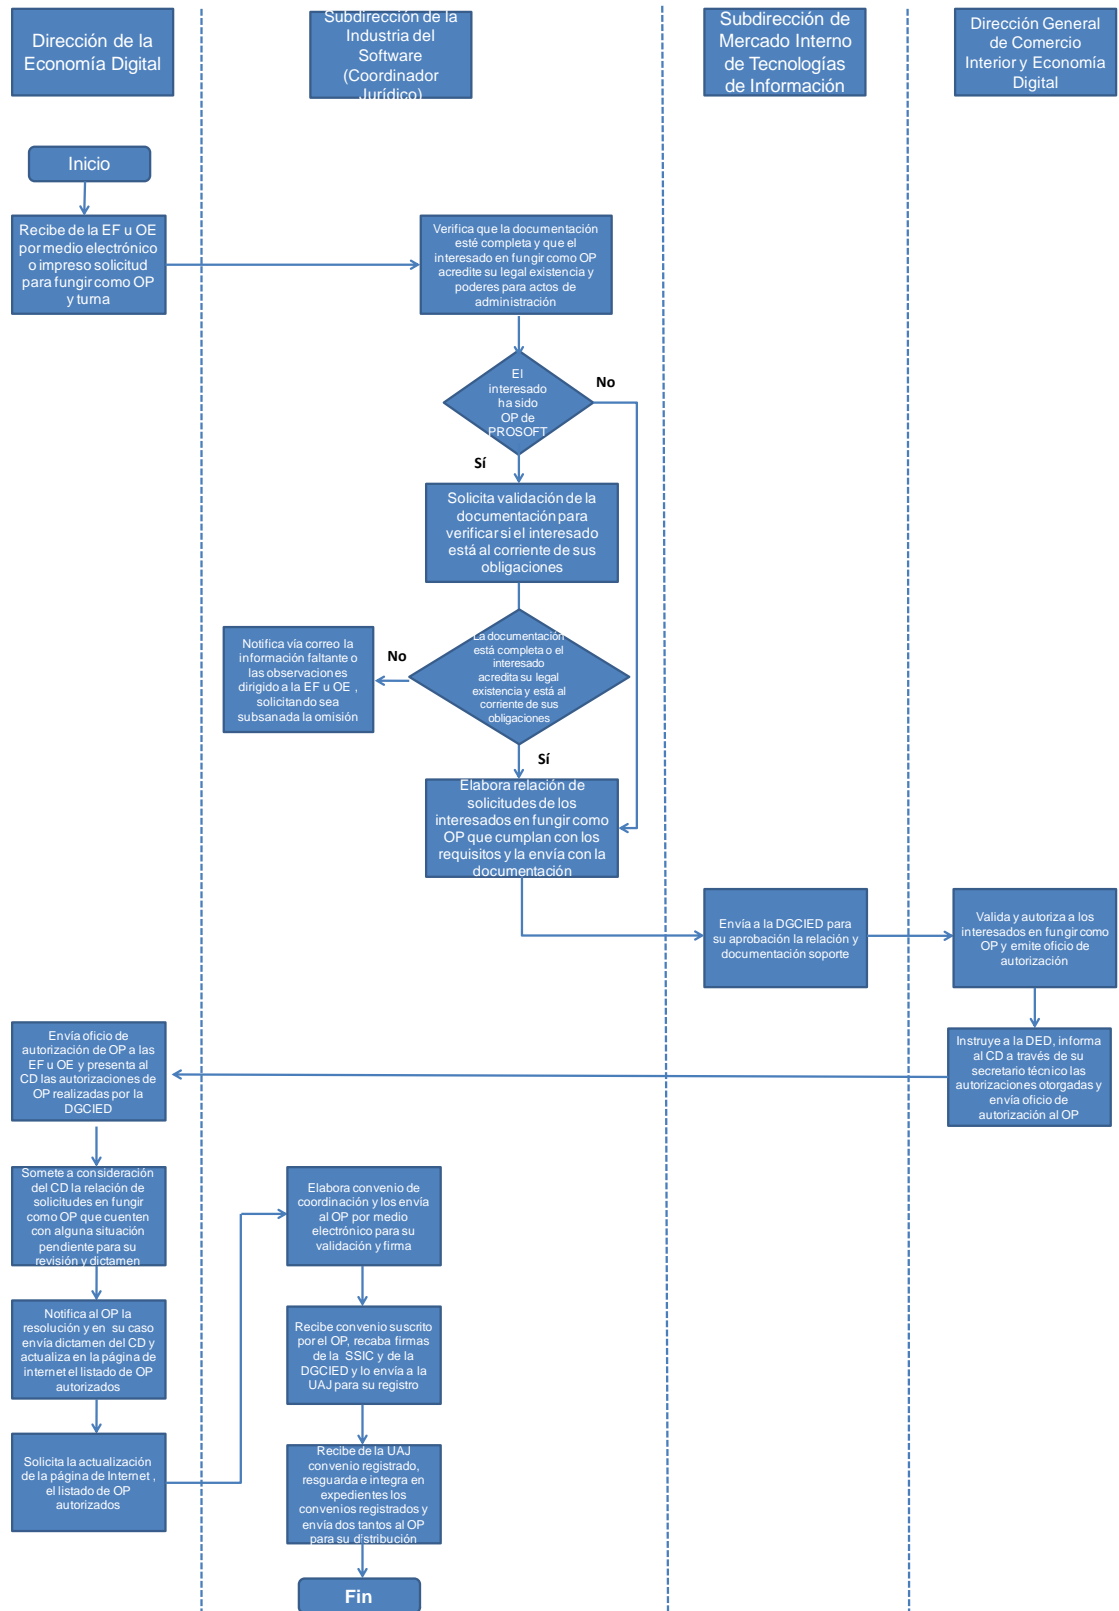 Dirección de la
Economía Digital
Subdirección de la
Industria del
Software
(Coordinador
Jurídico)
Subdirección de
Mercado Interno
de Tecnologías
de Información
Dirección General
de Comercio
Interior y Economía
Digital
Inicio
Recibe de la EF u OE
por medio electrónico
o impreso solicitud
para fungir como OP
y turna
Verifica que la documentación
esté completa y que el
interesado en fungir como OP
acredite su legal existencia y
poderes para actos de
administración
El
interesado
ha sido
OP de
PROSOFT
No
Sí
Solicita validación de la
documentación para
verificar si el interesado
está al corriente de sus
obligaciones
La documentación
está completa o el
interesado
acredita su legal
existencia y está al
corriente de sus
obligaciones
No
Notifica vía correo la
información faltante o
las observaciones
dirigido a la EF u OE ,
solicitando sea
subsanada la omisión
Sí
Elabora relación de
solicitudes de los
interesados en fungir como
OP que cumplan con los
requisitos y la envía con la
documentación
Envía a la DGCIED para
su aprobación la relación y
documentación soporte
Valida y autoriza a los
interesados en fungir como
OP y emite oficio de
autorización
Instruye a la DED, informa
al CD a través de su
secretario técnico las
autorizaciones otorgadas y
envía oficio de
autorización al OP
Envía oficio de
autorización de OP a las
EF u OE y presenta al
CD las autorizaciones de
OP realizadas por la
DGCIED
Somete a consideración
del CD la relación de
solicitudes en fungir
como OP que cuenten
con alguna situación
pendiente para su
revisión y dictamen
Notifica al OP la
resolución y en su caso
envía dictamen del CD y
actualiza en la página de
internet el listado de OP
autorizados
Solicita la actualización
de la página de Internet ,
el listado de OP
autorizados
Elabora convenio de
coordinación y los envía
al OP por medio
electrónico para su
validación y firma
Recibe convenio suscrito
por el OP, recaba firmas
de la SSIC y de la
DGCIED y lo envía a la
UAJ para su registro
Recibe de la UAJ
convenio registrado,
resguarda e integra en
expedientes los
convenios registrados y
envía dos tantos al OP
para su distribución
Fin